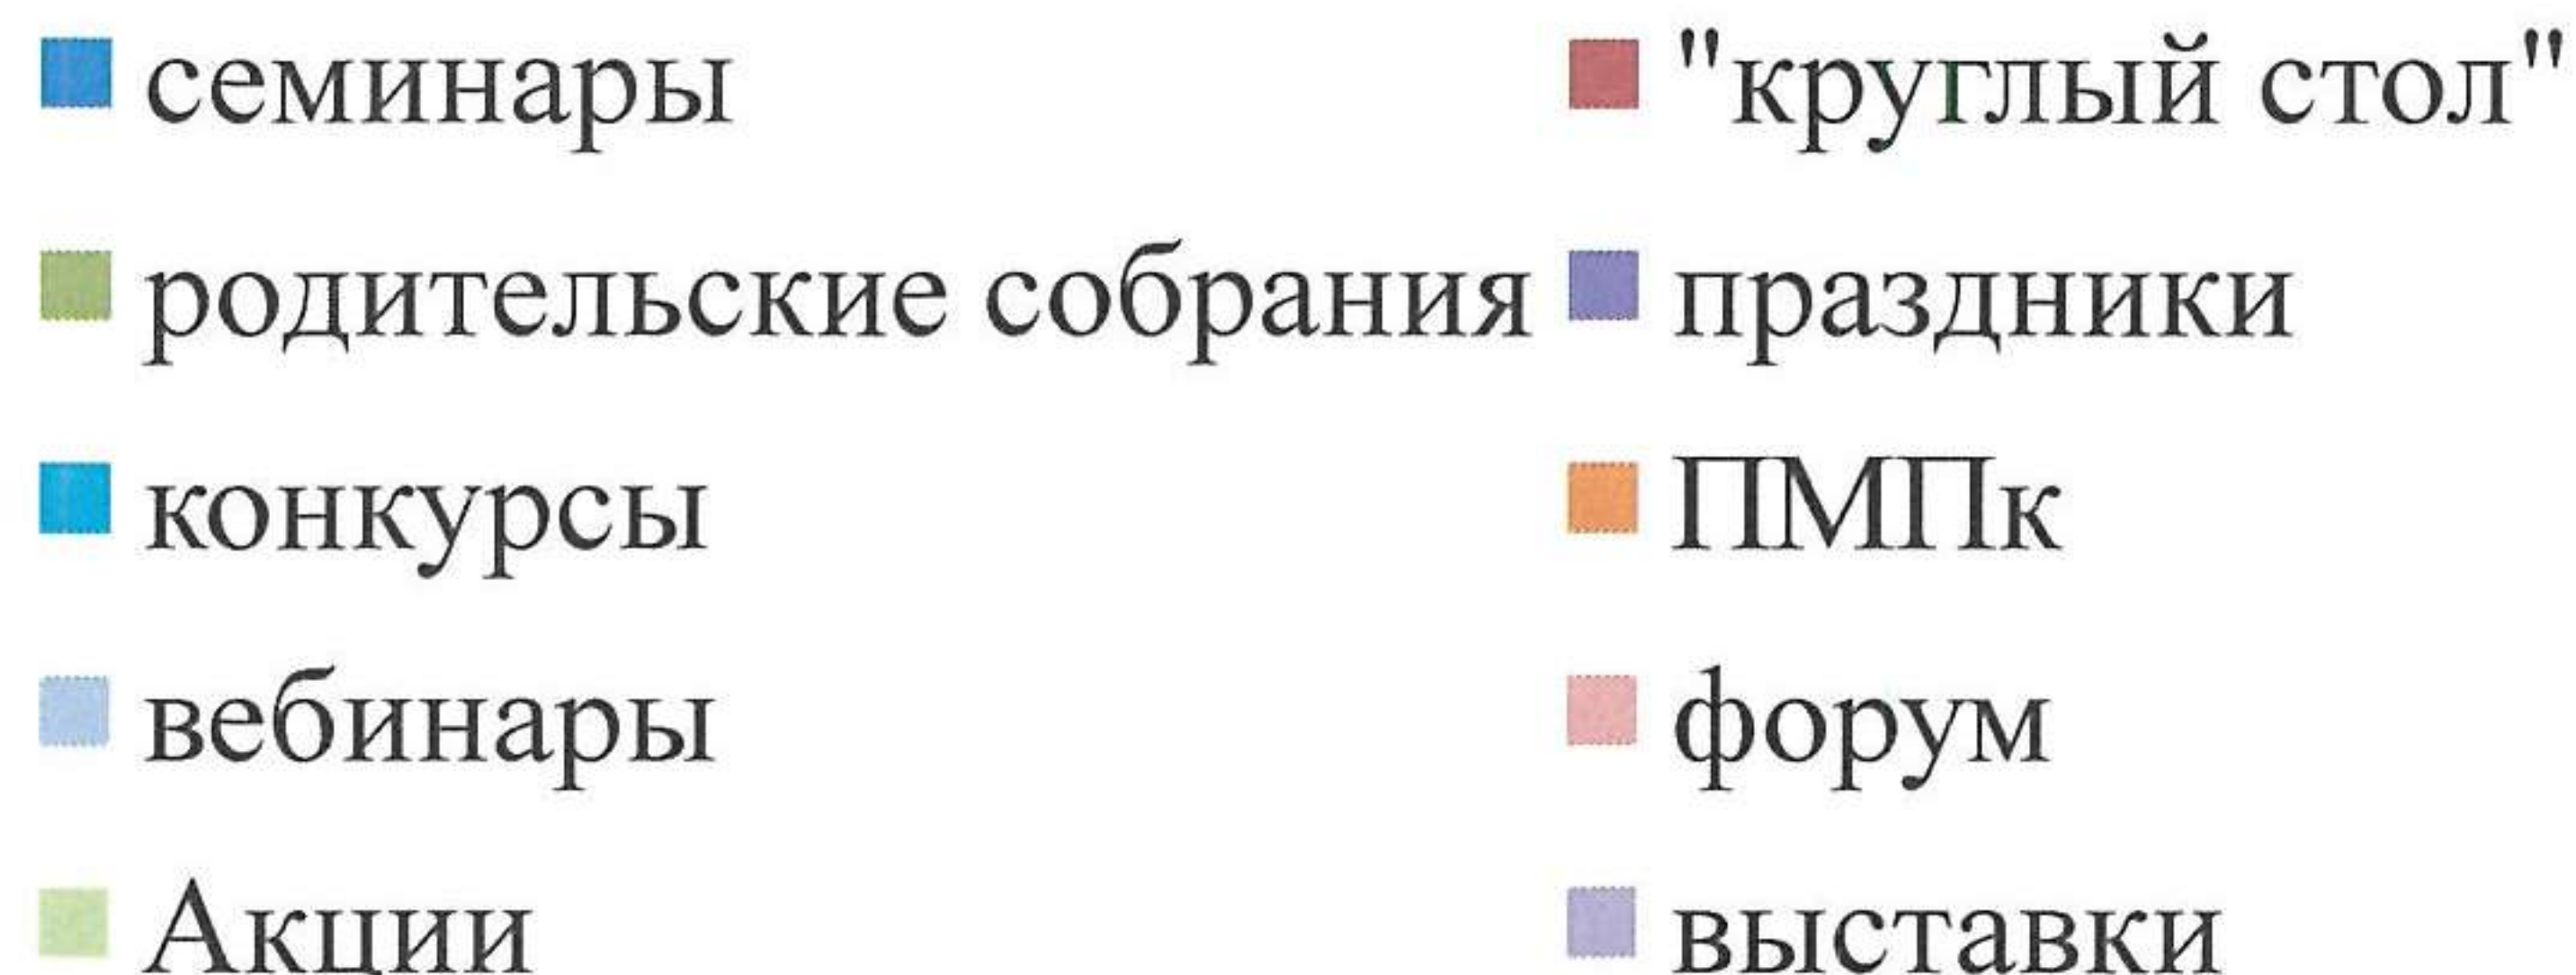 семинары "круглый стол"
родительские собрания праздники
конкурсы ПМПк
вебинары форум
Акции выставки